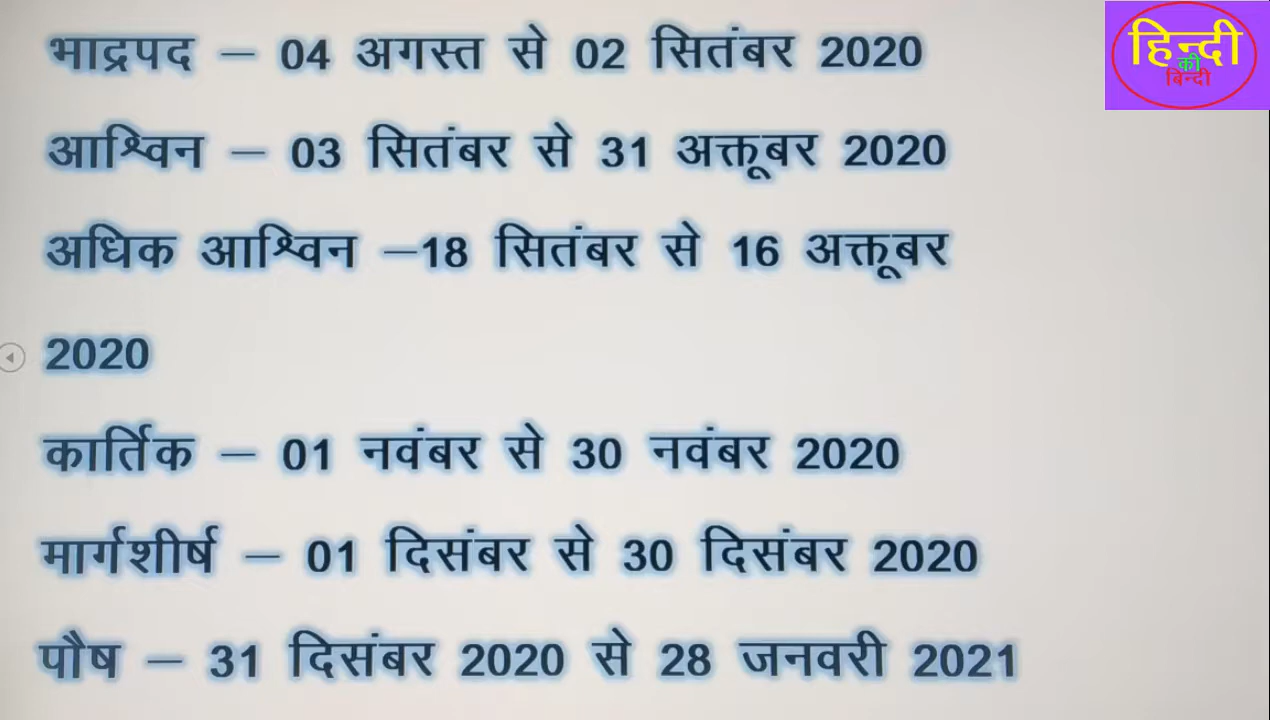 भाद्रपद – 04 अगस्त से 02 सितंबर 2020
हिन्दी
की
बिन्दी
आश्विन – 03 सितंबर से 31 अक्तूबर 2020
अधिक आश्विन –18 सितंबर से 16 अक्तूबर
2020
कार्तिक – 01 नवंबर से 30 नवंबर 2020
मार्गशीर्ष – 01 दिसंबर से 30 दिसंबर 2020
पौष – 31 दिसंबर 2020 से 28 जनवरी 2021